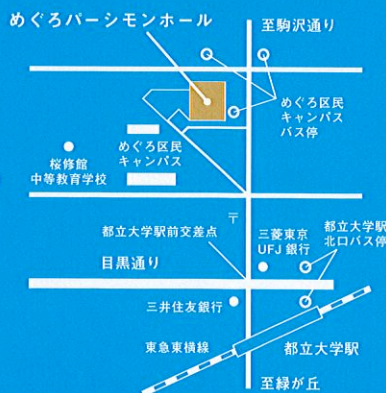 めぐろパーシモンホール
至駒沢通り
めぐろ区民
キャンパス
バス停
めぐろ区民
キャンパス
桜修館
中等教育学校
〒
都立大学駅前交差点
三菱東京
UFJ 銀行
都立大学駅
北口バス停
目黒通り
三井住友銀行
東急東横線
都立大学駅
至緑が丘